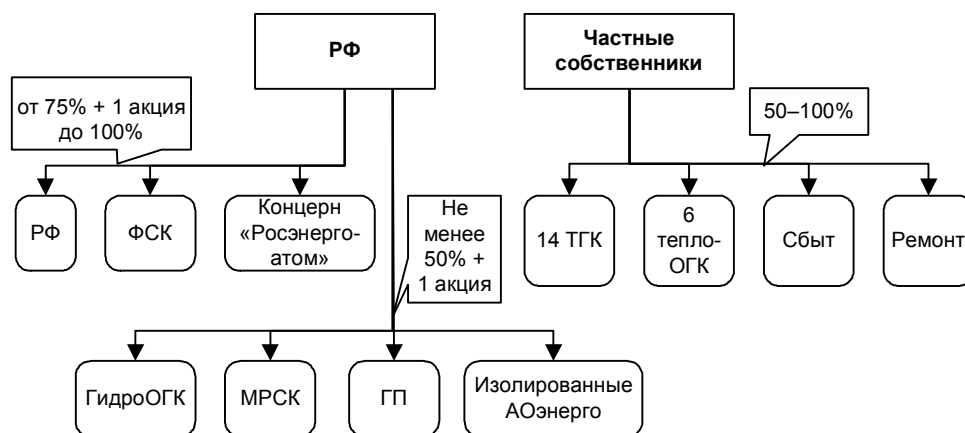 РФ
Частные
собственники
от 75% + 1 акция
до 100%
50–100%
РФ
ФСК
Концерн
«Росэнерго-
атом»
Не
менее
50% +
1 акция
14 ТГК
6
тепло-
ОГК
Сбыт
Ремонт
ГидроОГК
МРСК
ГП
Изолированные
АОэнерго